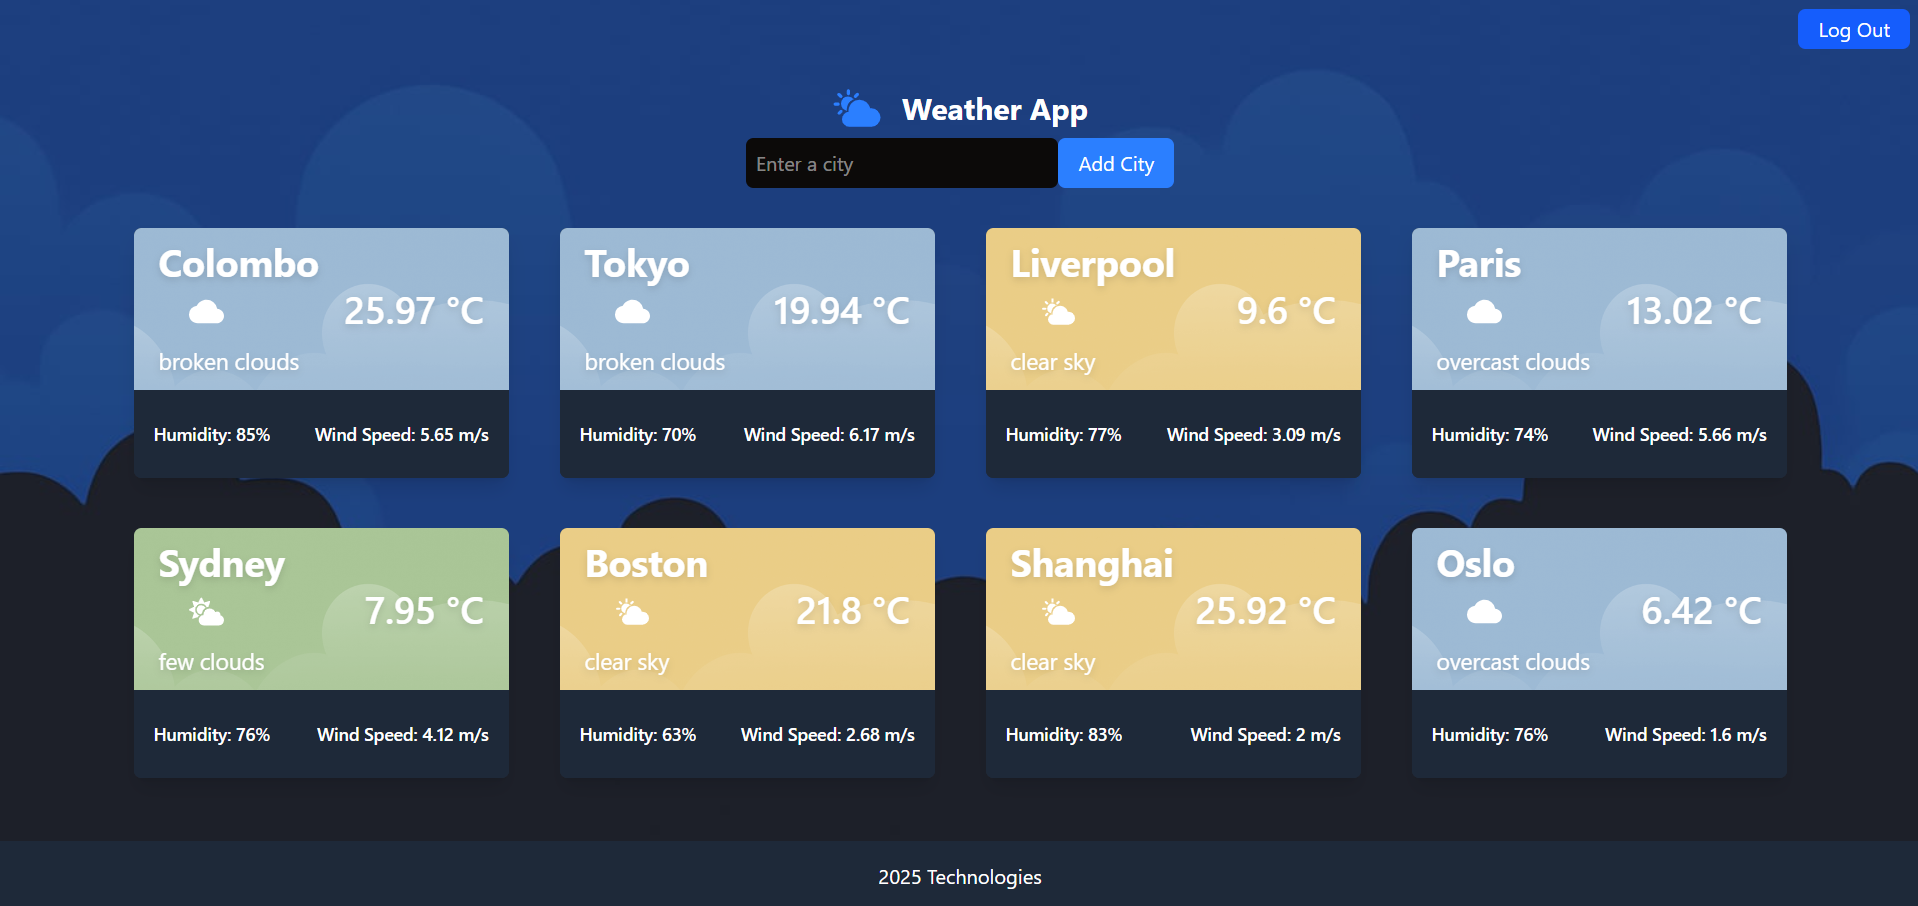 Log Out
Weather App
Enter a city
Add City
Colombo
25.97 °C
broken clouds
Humidity: 85%
Wind Speed: 5.65 m/s
Tokyo
19.94 °C
broken clouds
Humidity: 70%
Wind Speed: 6.17 m/s
Liverpool
9.6 °C
clear sky
Humidity: 77%
Wind Speed: 3.09 m/s
Paris
13.02 °C
overcast clouds
Humidity: 74%
Wind Speed: 5.66 m/s
Sydney
7.95 °C
few clouds
Humidity: 76%
Wind Speed: 4.12 m/s
Boston
21.8 °C
clear sky
Humidity: 63%
Wind Speed: 2.68 m/s
Shanghai
25.92 °C
clear sky
Humidity: 83%
Wind Speed: 2 m/s
Oslo
6.42 °C
overcast clouds
Humidity: 76%
Wind Speed: 1.6 m/s
2025 Technologies